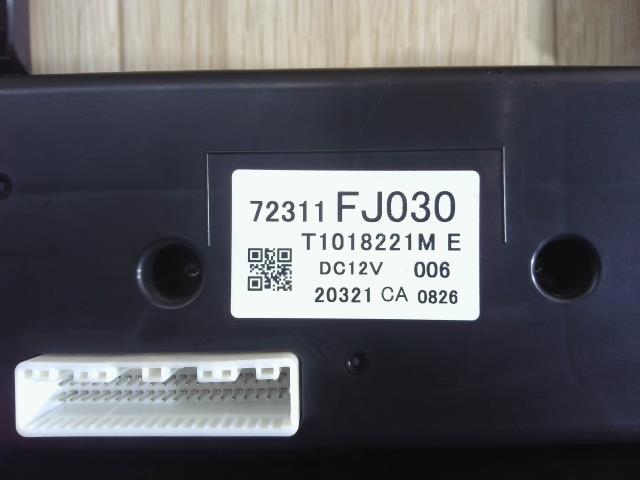 72311 FJ030
T1018221M E
DC12V 006
20321 CA 0826